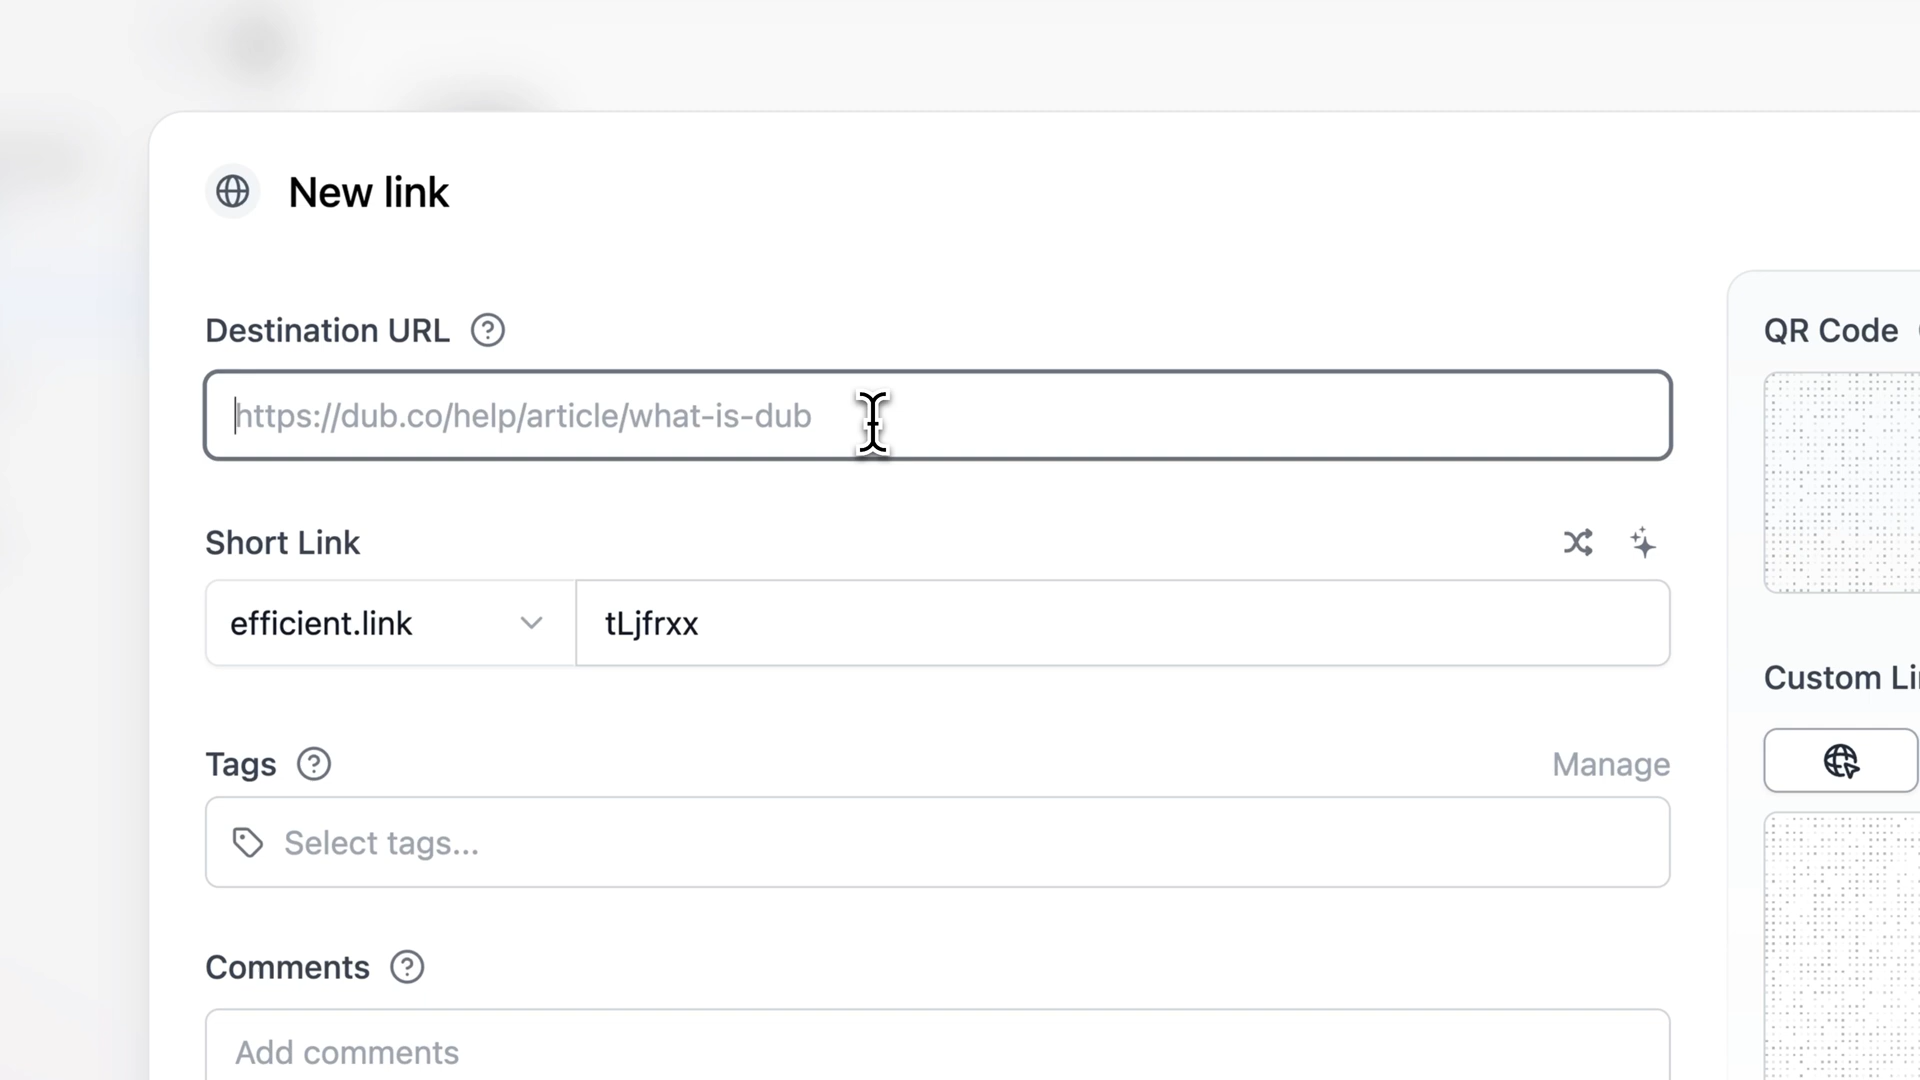 New link
Destination URL
https://dub.co/help/article/what-is-dub
Short Link
efficient.link
tLjfrxx
Tags
Manage
Select tags...
Comments
Add comments
QR Code
Custom